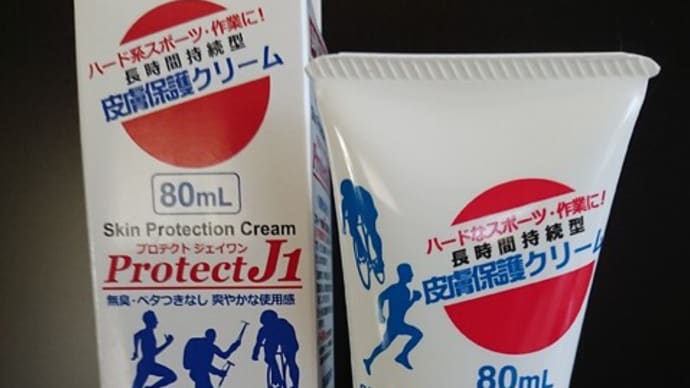 ハード系スポーツ・作業に!
長時間持続型
皮膚保護クリーム
80mL
Skin Protection Cream
プロテクト ジェイワン
Protect J1
無臭・ベタつきなし 爽やかな使用感
ハードなスポーツ・作業に!
長時間持続型
皮膚保護クリーム
80mL